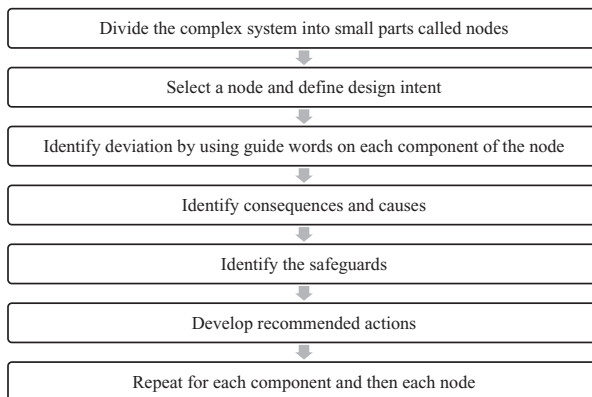 Divide the complex system into small parts called nodes
Select a node and define design intent
Identify deviation by using guide words on each component of the node
Identify consequences and causes
Identify the safeguards
Develop recommended actions
Repeat for each component and then each node